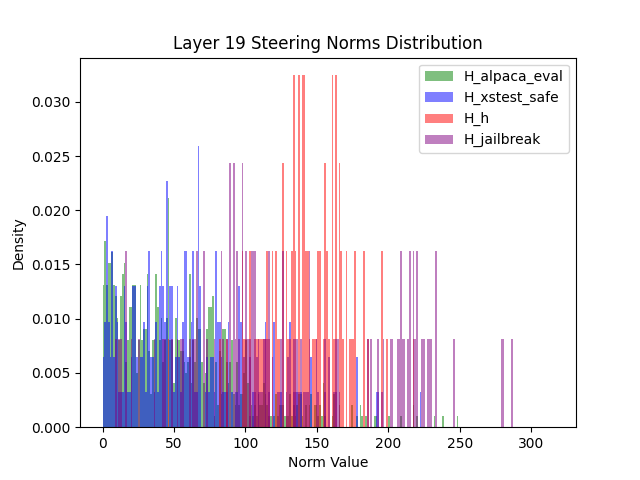 Layer 19 Steering Norms Distribution
H_alpaca_eval
H_xstest_safe
H_h
H_jailbreak
Density
0.030
0.025
0.020
0.015
0.010
0.005
0.000
0 50 100 150 200 250 300
Norm Value